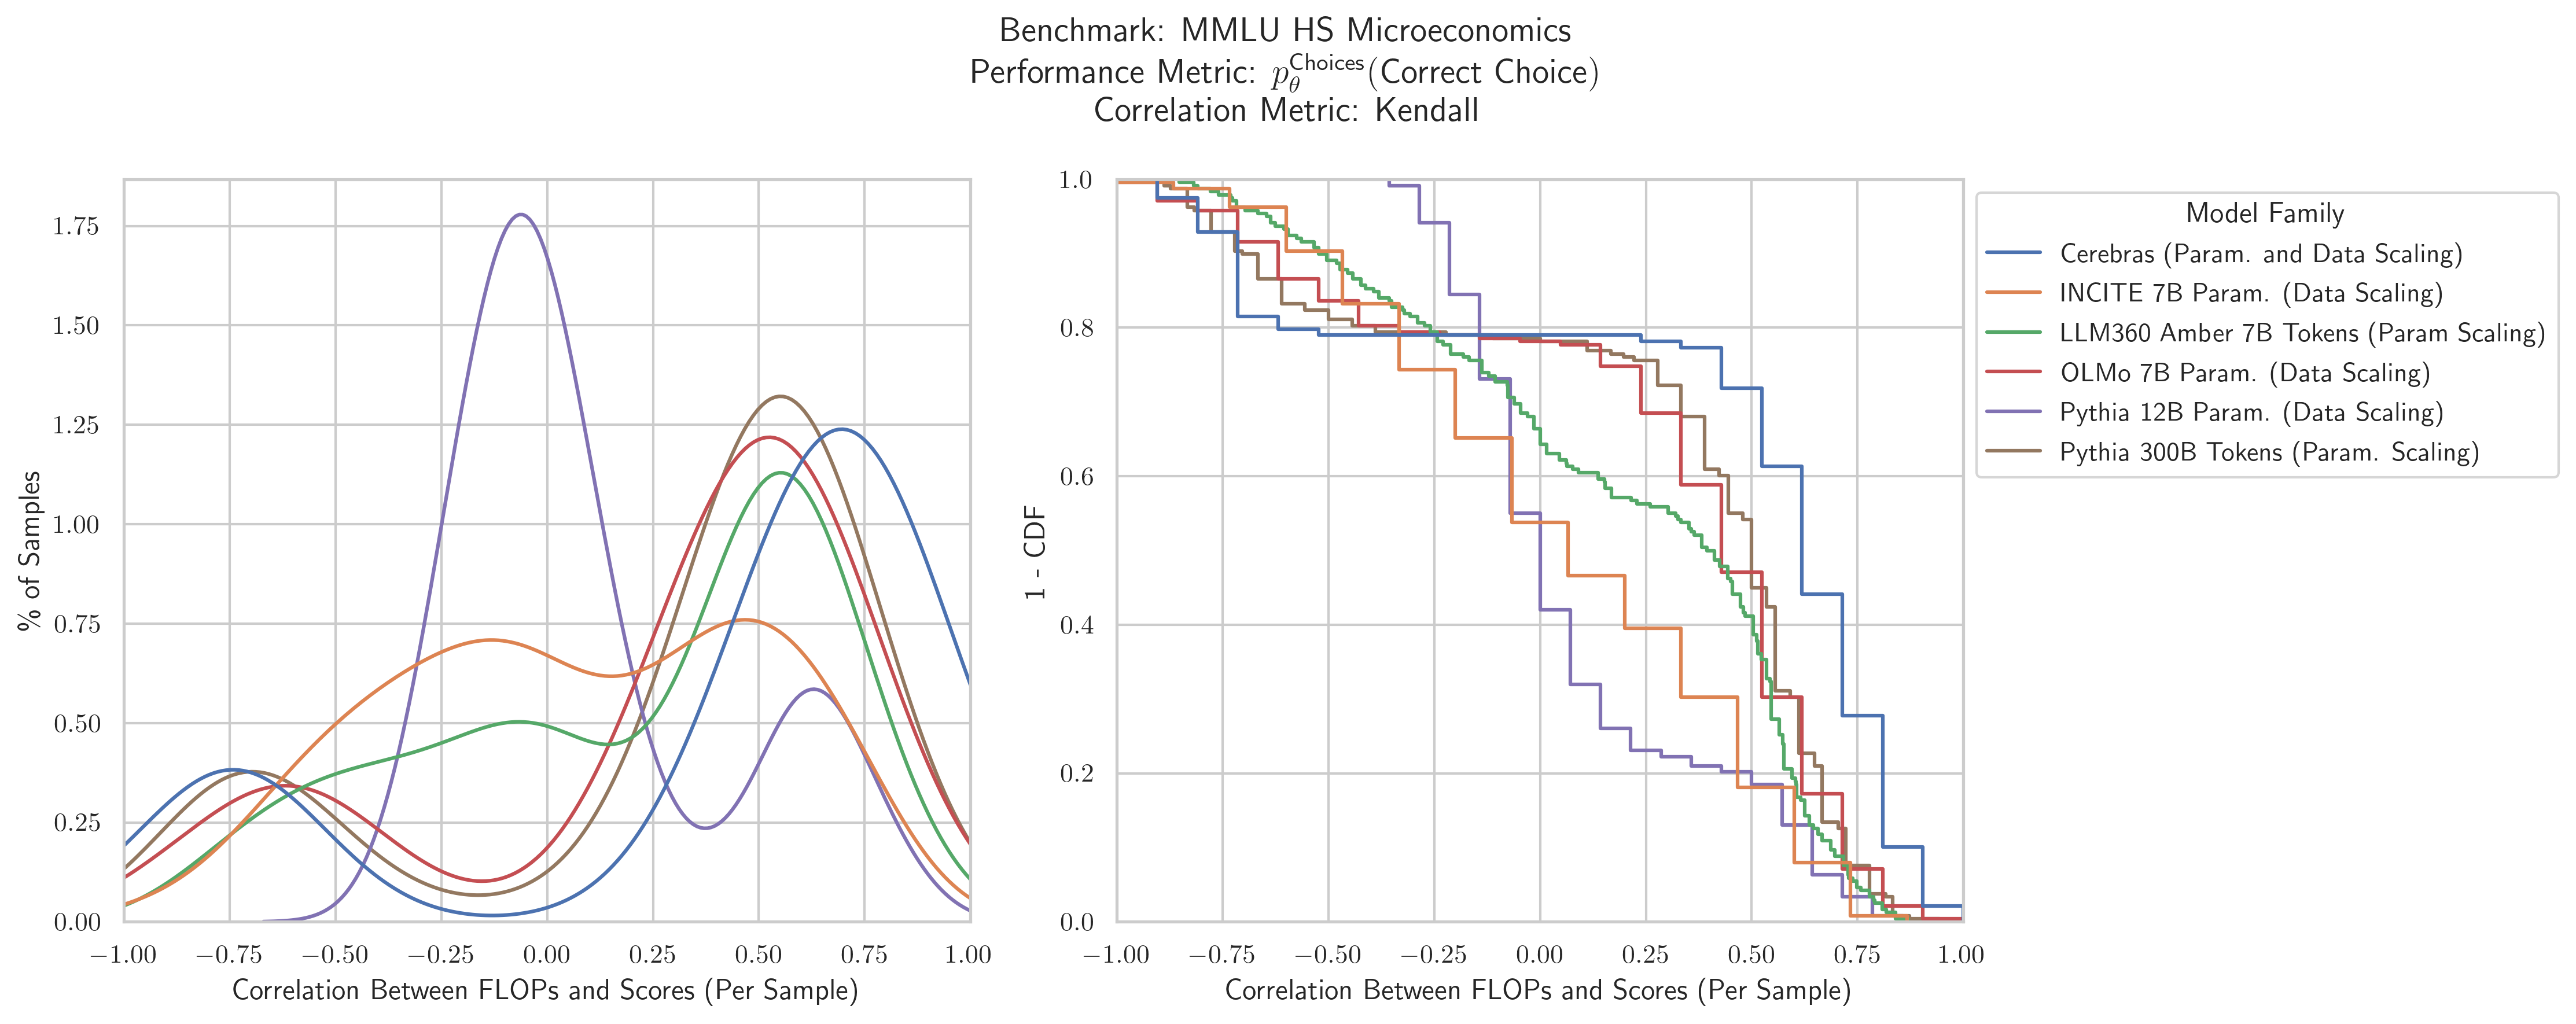 Benchmark: MMLU HS Microeconomics
Performance Metric: $p_\theta^{\text{Choices}}$(Correct Choice)
Correlation Metric: Kendall
% of Samples
1.75
1.50
1.25
1.00
0.75
0.50
0.25
0.00
−1.00 −0.75 −0.50 −0.25 0.00 0.25 0.50 0.75 1.00
Correlation Between FLOPs and Scores (Per Sample)
1 - CDF
1.0
0.8
0.6
0.4
0.2
0.0
−1.00 −0.75 −0.50 −0.25 0.00 0.25 0.50 0.75 1.00
Correlation Between FLOPs and Scores (Per Sample)
Model Family
Cerebras (Param. and Data Scaling)
INCITE 7B Param. (Data Scaling)
LLM360 Amber 7B Tokens (Param Scaling)
OLMo 7B Param. (Data Scaling)
Pythia 12B Param. (Data Scaling)
Pythia 300B Tokens (Param. Scaling)